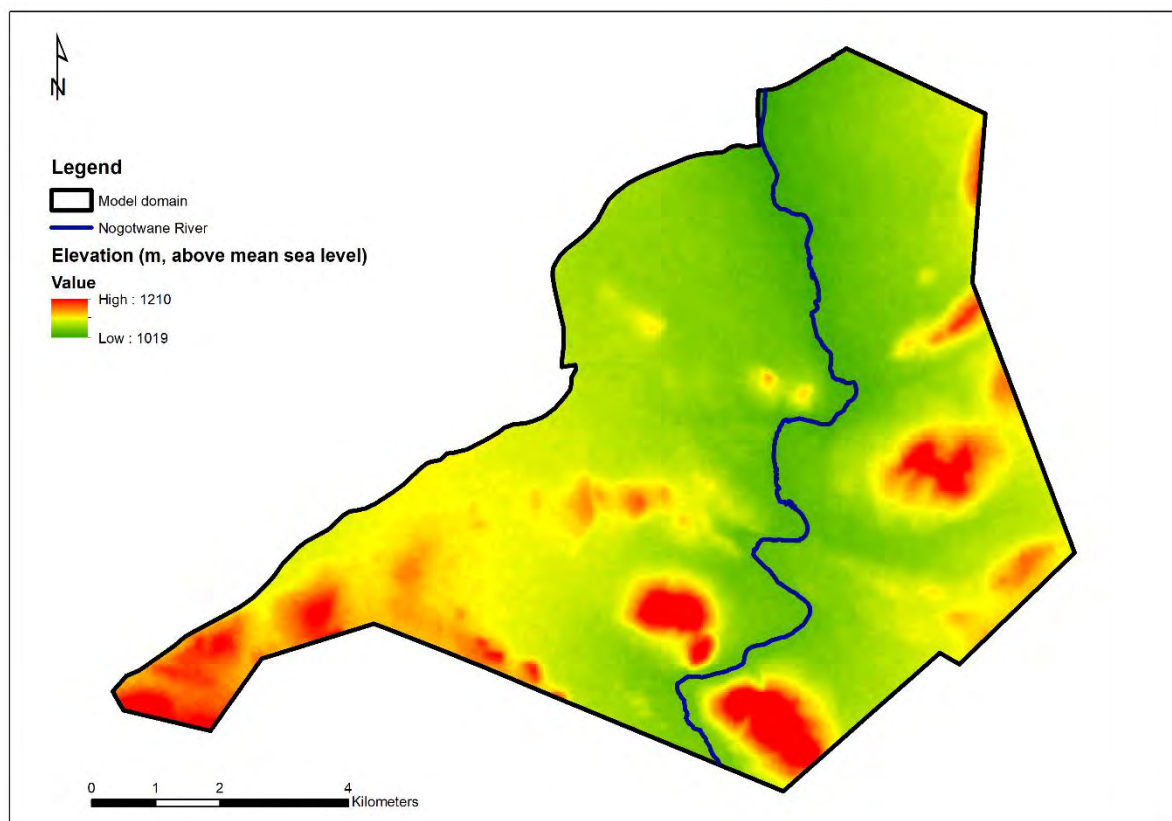 N
Legend
Model domain
Nogotwane River
Elevation (m, above mean sea level)
Value
High : 1210
Low : 1019
0 1 2 4
Kilometers